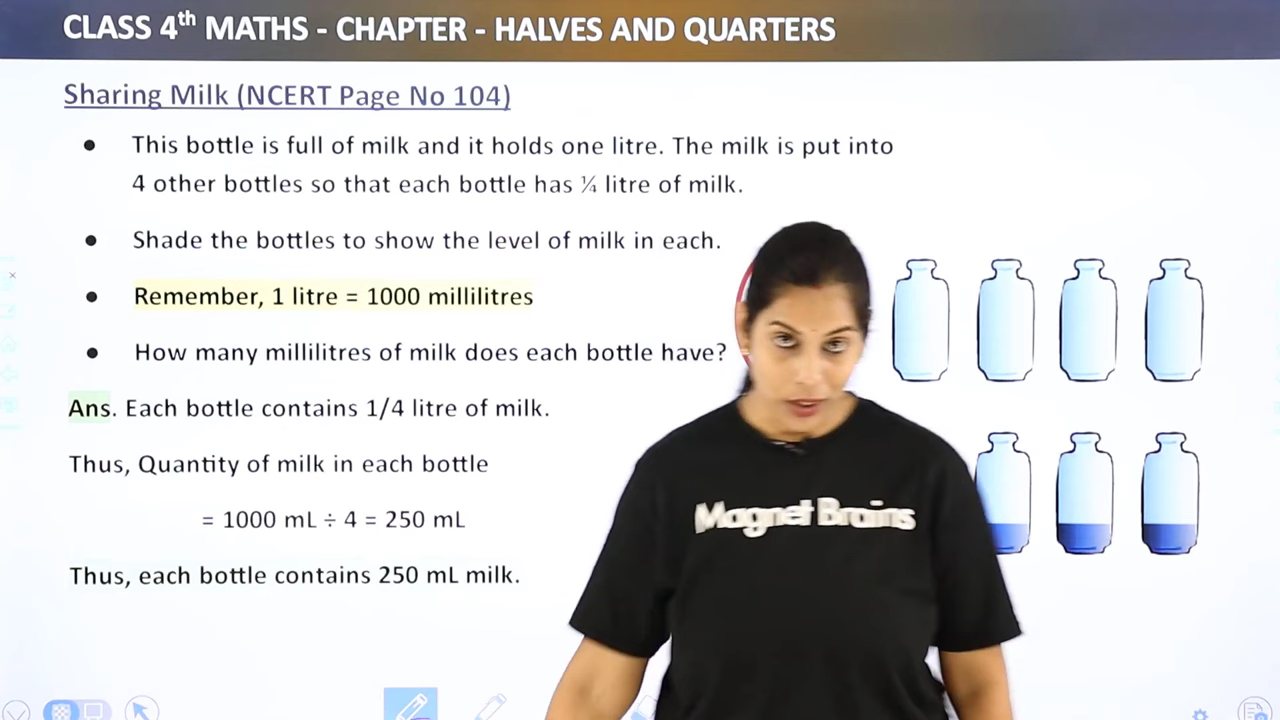 CLASS 4th MATHS - CHAPTER - HALVES AND QUARTERS
Sharing Milk (NCERT Page No 104)
• This bottle is full of milk and it holds one litre. The milk is put into
4 other bottles so that each bottle has ¼ litre of milk.
• Shade the bottles to show the level of milk in each.
• Remember, 1 litre = 1000 millilitres
• How many millilitres of milk does each bottle have?
Ans. Each bottle contains 1/4 litre of milk.
Thus, Quantity of milk in each bottle
= 1000 mL ÷ 4 = 250 mL
Thus, each bottle contains 250 mL milk.
Magnet Brains